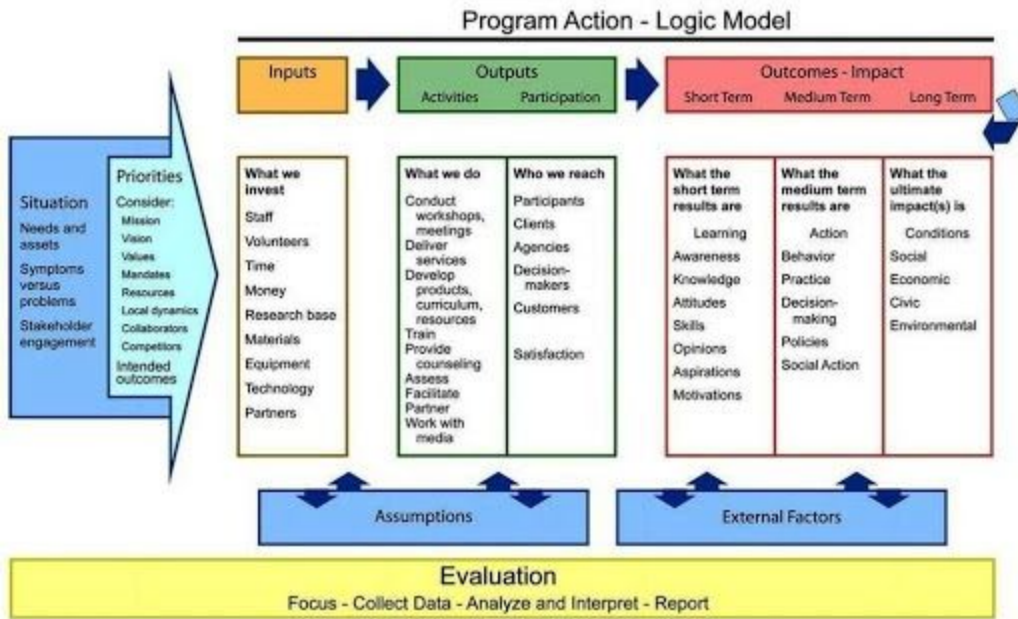 Program Action - Logic Model
Inputs
Outputs
Activities Participation
Outcomes - Impact
Short Term Medium Term Long Term
Situation
Needs and
assets
Symptoms
versus
problems
Stakeholder
engagement
Priorities
Consider:
Mission
Vision
Values
Mandates
Resources
Local dynamics
Collaborators
Competitors
Intended
outcomes
What we
invest
Staff
Volunteers
Time
Money
Research base
Materials
Equipment
Technology
Partners
What we do
Conduct
workshops,
meetings
Deliver
services
Develop
products,
curriculum,
resources
Train
Provide
counseling
Assess
Facilitate
Partner
Work with
media
Who we reach
Participants
Clients
Agencies
Decision-
makers
Customers
Satisfaction
What the
short term
results are
Learning
Awareness
Knowledge
Attitudes
Skills
Opinions
Aspirations
Motivations
What the
medium term
results are
Action
Behavior
Practice
Decision-
making
Policies
Social Action
What the
ultimate
impact(s) is
Conditions
Social
Economic
Civic
Environmental
Assumptions
External Factors
Evaluation
Focus - Collect Data - Analyze and Interpret - Report